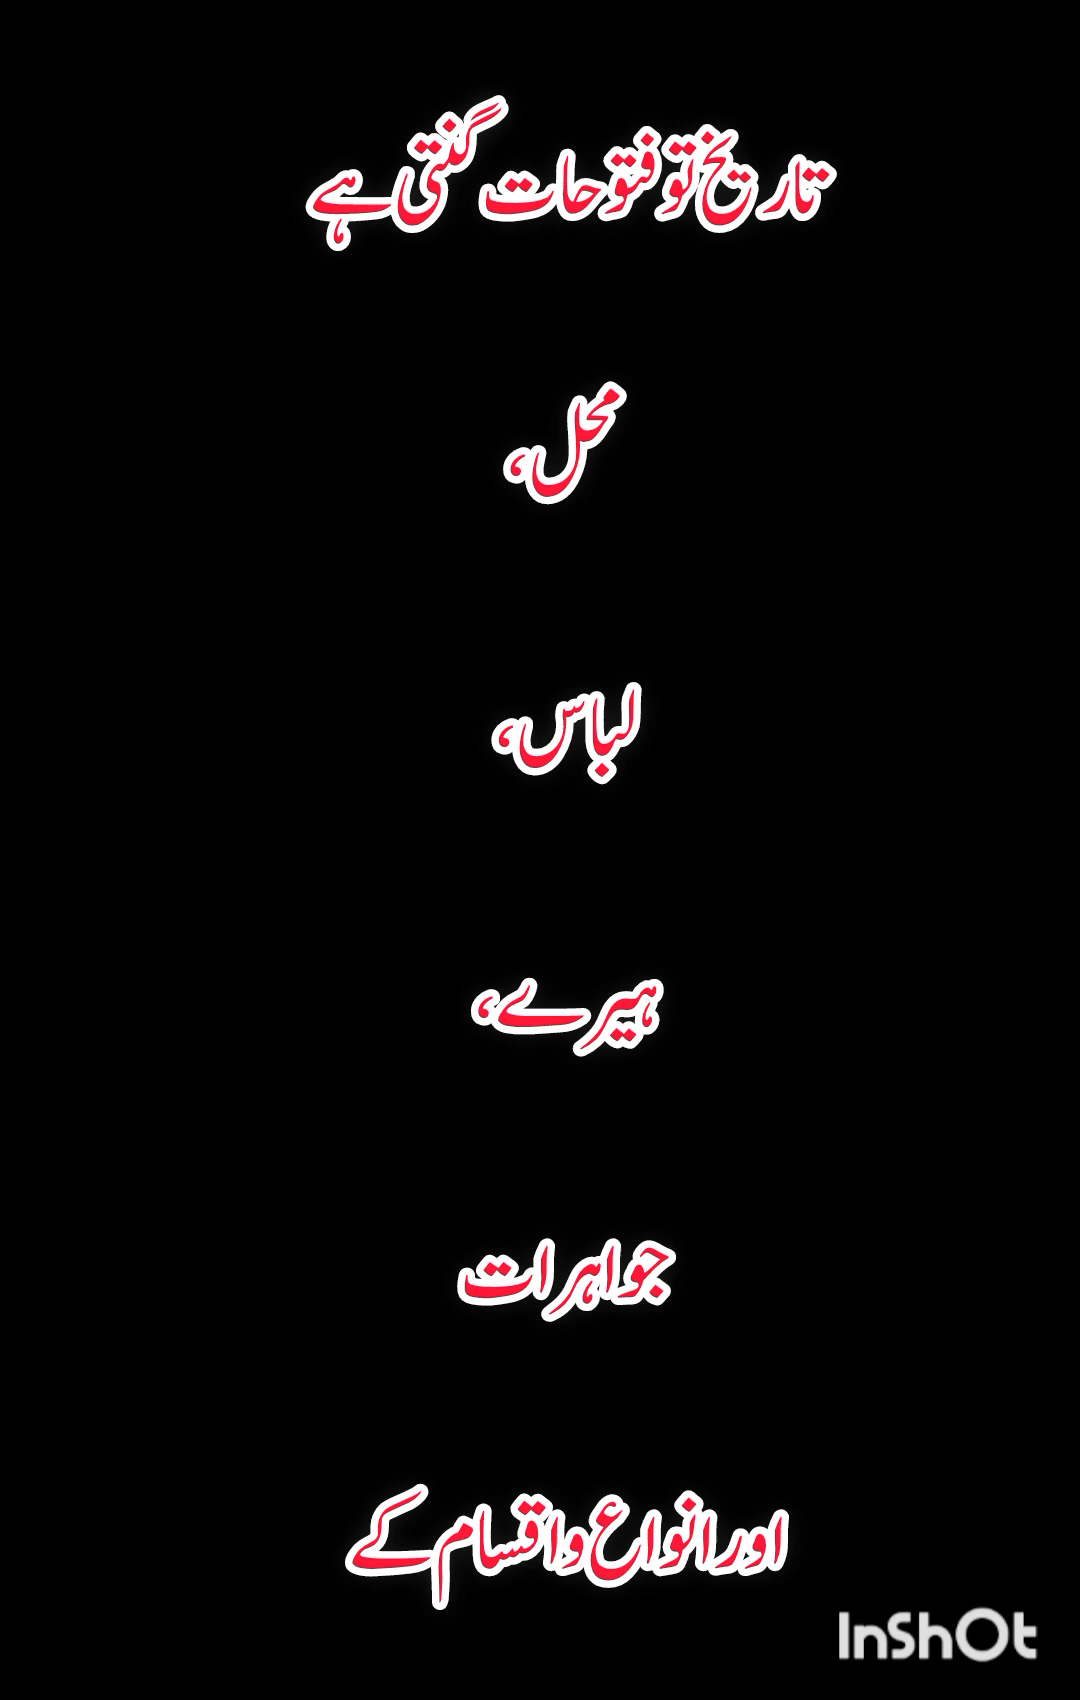 تاریخ تو فتوحات گنتی ہے
محل،
لباس،
ہیرے،
جواہرات
اور انواع و اقسام کے
InShOt